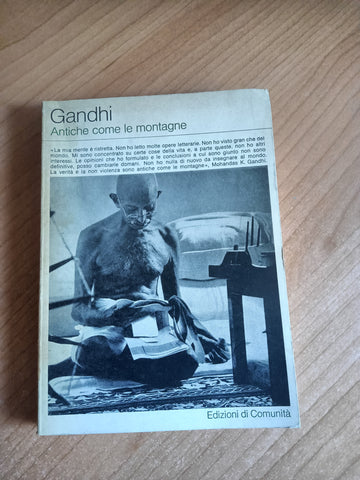 Gandhi
Antiche come le montagne
«La mia mente è ristretta. Non ho letto molte opere letterarie. Non ho visto gran che del
mondo. Mi sono concentrato su certe cose della vita e, a parte queste, non ho altri
interessi. Le opinioni che ho formulato e le conclusioni a cui sono giunto non sono
definitive, posso cambiarle domani. Non ho nulla di nuovo da insegnare al mondo.
La verità e la non violenza sono antiche come le montagne», Mohandas K. Gandhi.
Edizioni di Comunità